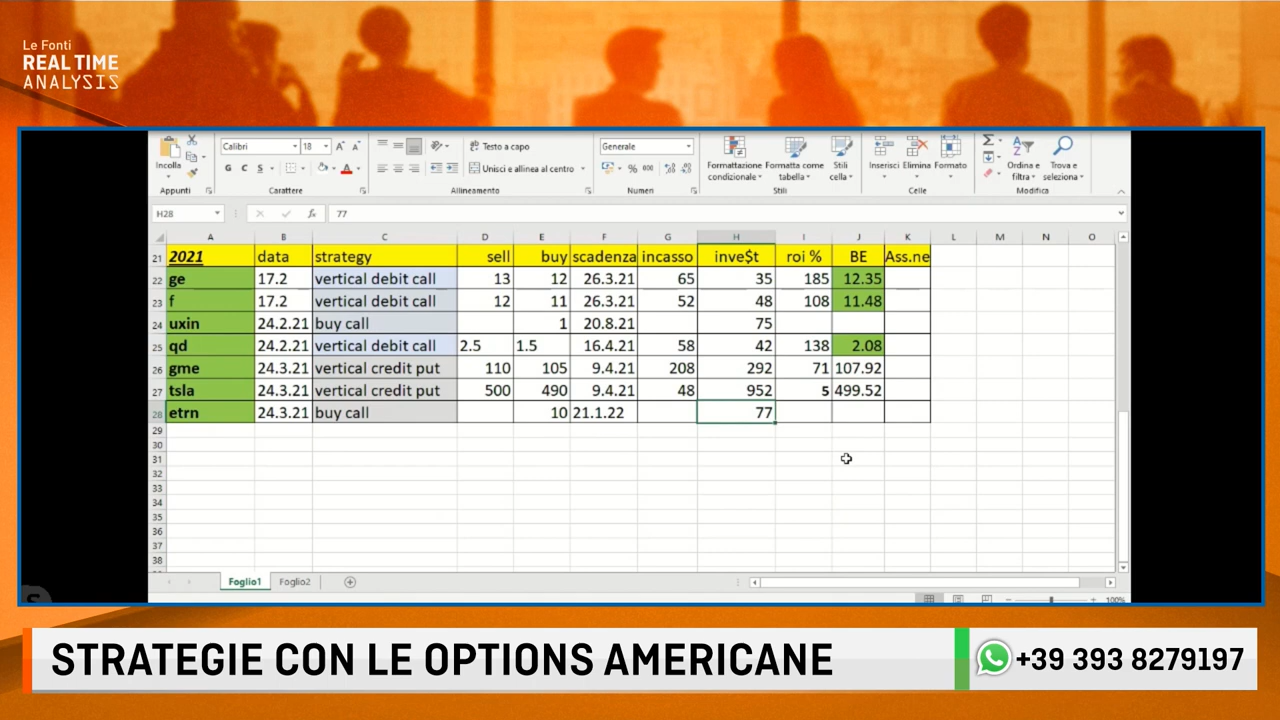 Le Fonti
REAL TIME
ANALYSIS
Incolla
Calibri 18 A A
G C S A
Testo a capo
Unisci e allinea al centro
Generale
% 000
Formattazione condizionale
Formatta come tabella
Stili cella
Inserisci Elimina Formato
Ordina e filtra
Trova e seleziona
Appunti Carattere Allineamento Numeri Stili Celle Modifica
H28 fx 77
A B C D E F G H I J K L M N O
21 2021 data strategy sell buy scadenza incasso inve$t roi % BE Ass.ne
22 ge 17.2 vertical debit call 13 12 26.3.21 65 35 185 12.35
23 f 17.2 vertical debit call 12 11 26.3.21 52 48 108 11.48
24 uxin 24.2.21 buy call 1 20.8.21 75
25 qd 24.2.21 vertical debit call 2.5 1.5 16.4.21 58 42 138 2.08
26 gme 24.3.21 vertical credit put 110 105 9.4.21 208 292 71 107.92
27 tsla 24.3.21 vertical credit put 500 490 9.4.21 48 952 5 499.52
28 etrn 24.3.21 buy call 10 21.1.22 77
29
30
31
32
33
34
35
36
37
38
Foglio1 Foglio2
100%
STRATEGIE CON LE OPTIONS AMERICANE
+39 393 8279197